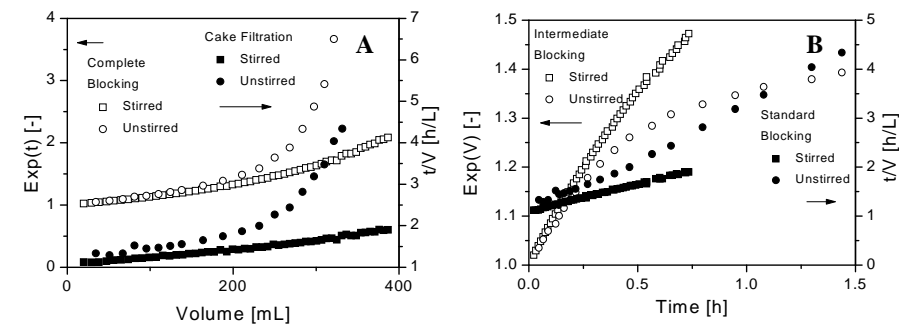 A
Cake Filtration
Stirred
Unstirred
Complete
Blocking
Stirred
Unstirred
Exp(t) [-]
4
3
2
1
0
0
200
400
Volume [mL]
7
6
5
4
3
2
1
t/V [h/L]
B
Intermediate
Blocking
Stirred
Unstirred
Standard
Blocking
Stirred
Unstirred
Exp(V) [-]
1.5
1.4
1.3
1.2
1.1
1.0
0.0
0.5
1.0
1.5
Time [h]
5
4
3
2
1
0
t/V [h/L]